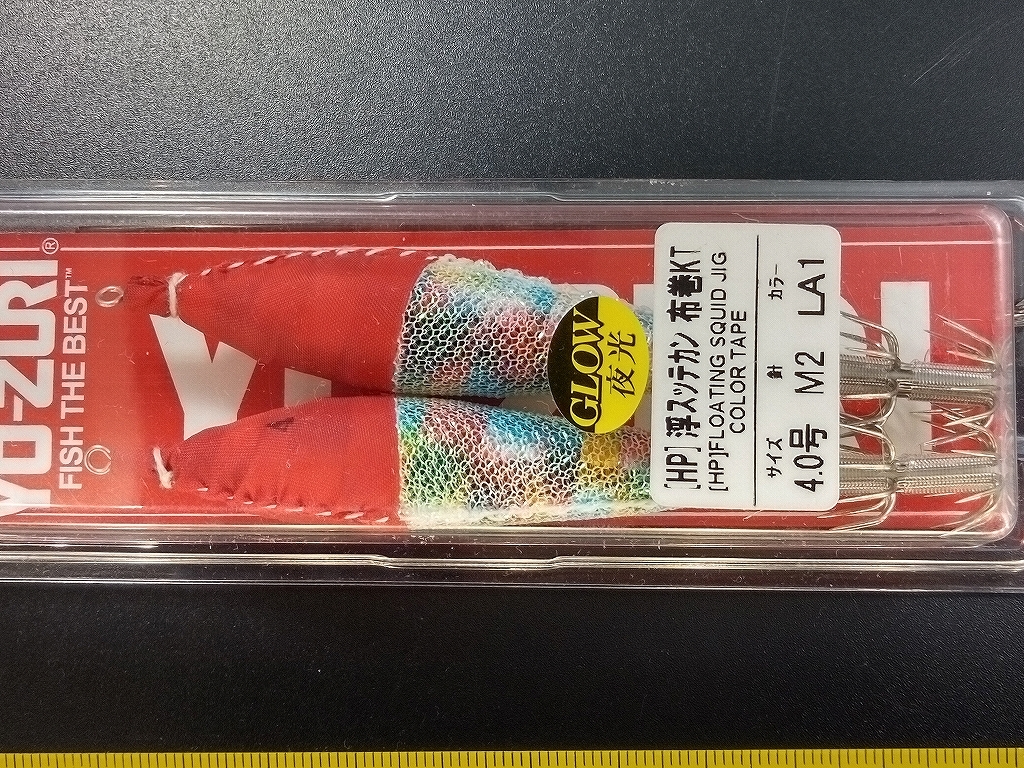 YO-ZURI®
FISH THE BEST™
GLOW
夜光
[HP] 浮スッテカン 布巻KT
[HP]FLOATING SQUID JIG
COLOR TAPE
サイズ 針 カラー
4.0号 M2 LA1